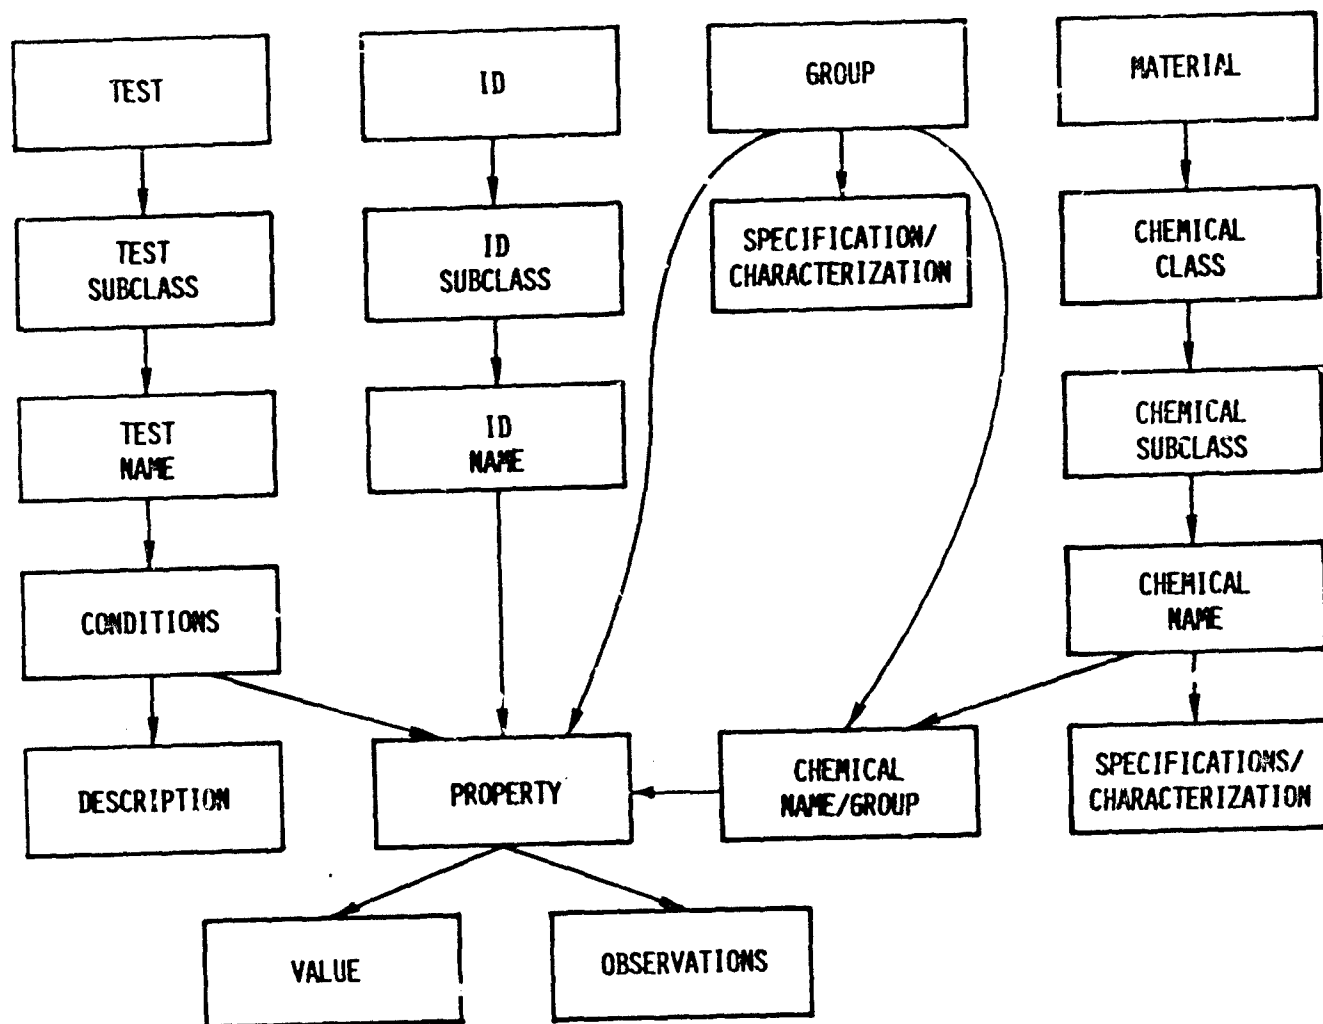 TEST
ID
GROUP
MATERIAL
TEST
SUBCLASS
ID
SUBCLASS
SPECIFICATION/
CHARACTERIZATION
CHEMICAL
CLASS
TEST
NAME
ID
NAME
CHEMICAL
SUBCLASS
CONDITIONS
CHEMICAL
NAME
DESCRIPTION
PROPERTY
CHEMICAL
NAME/GROUP
SPECIFICATIONS/
CHARACTERIZATION
VALUE
OBSERVATIONS